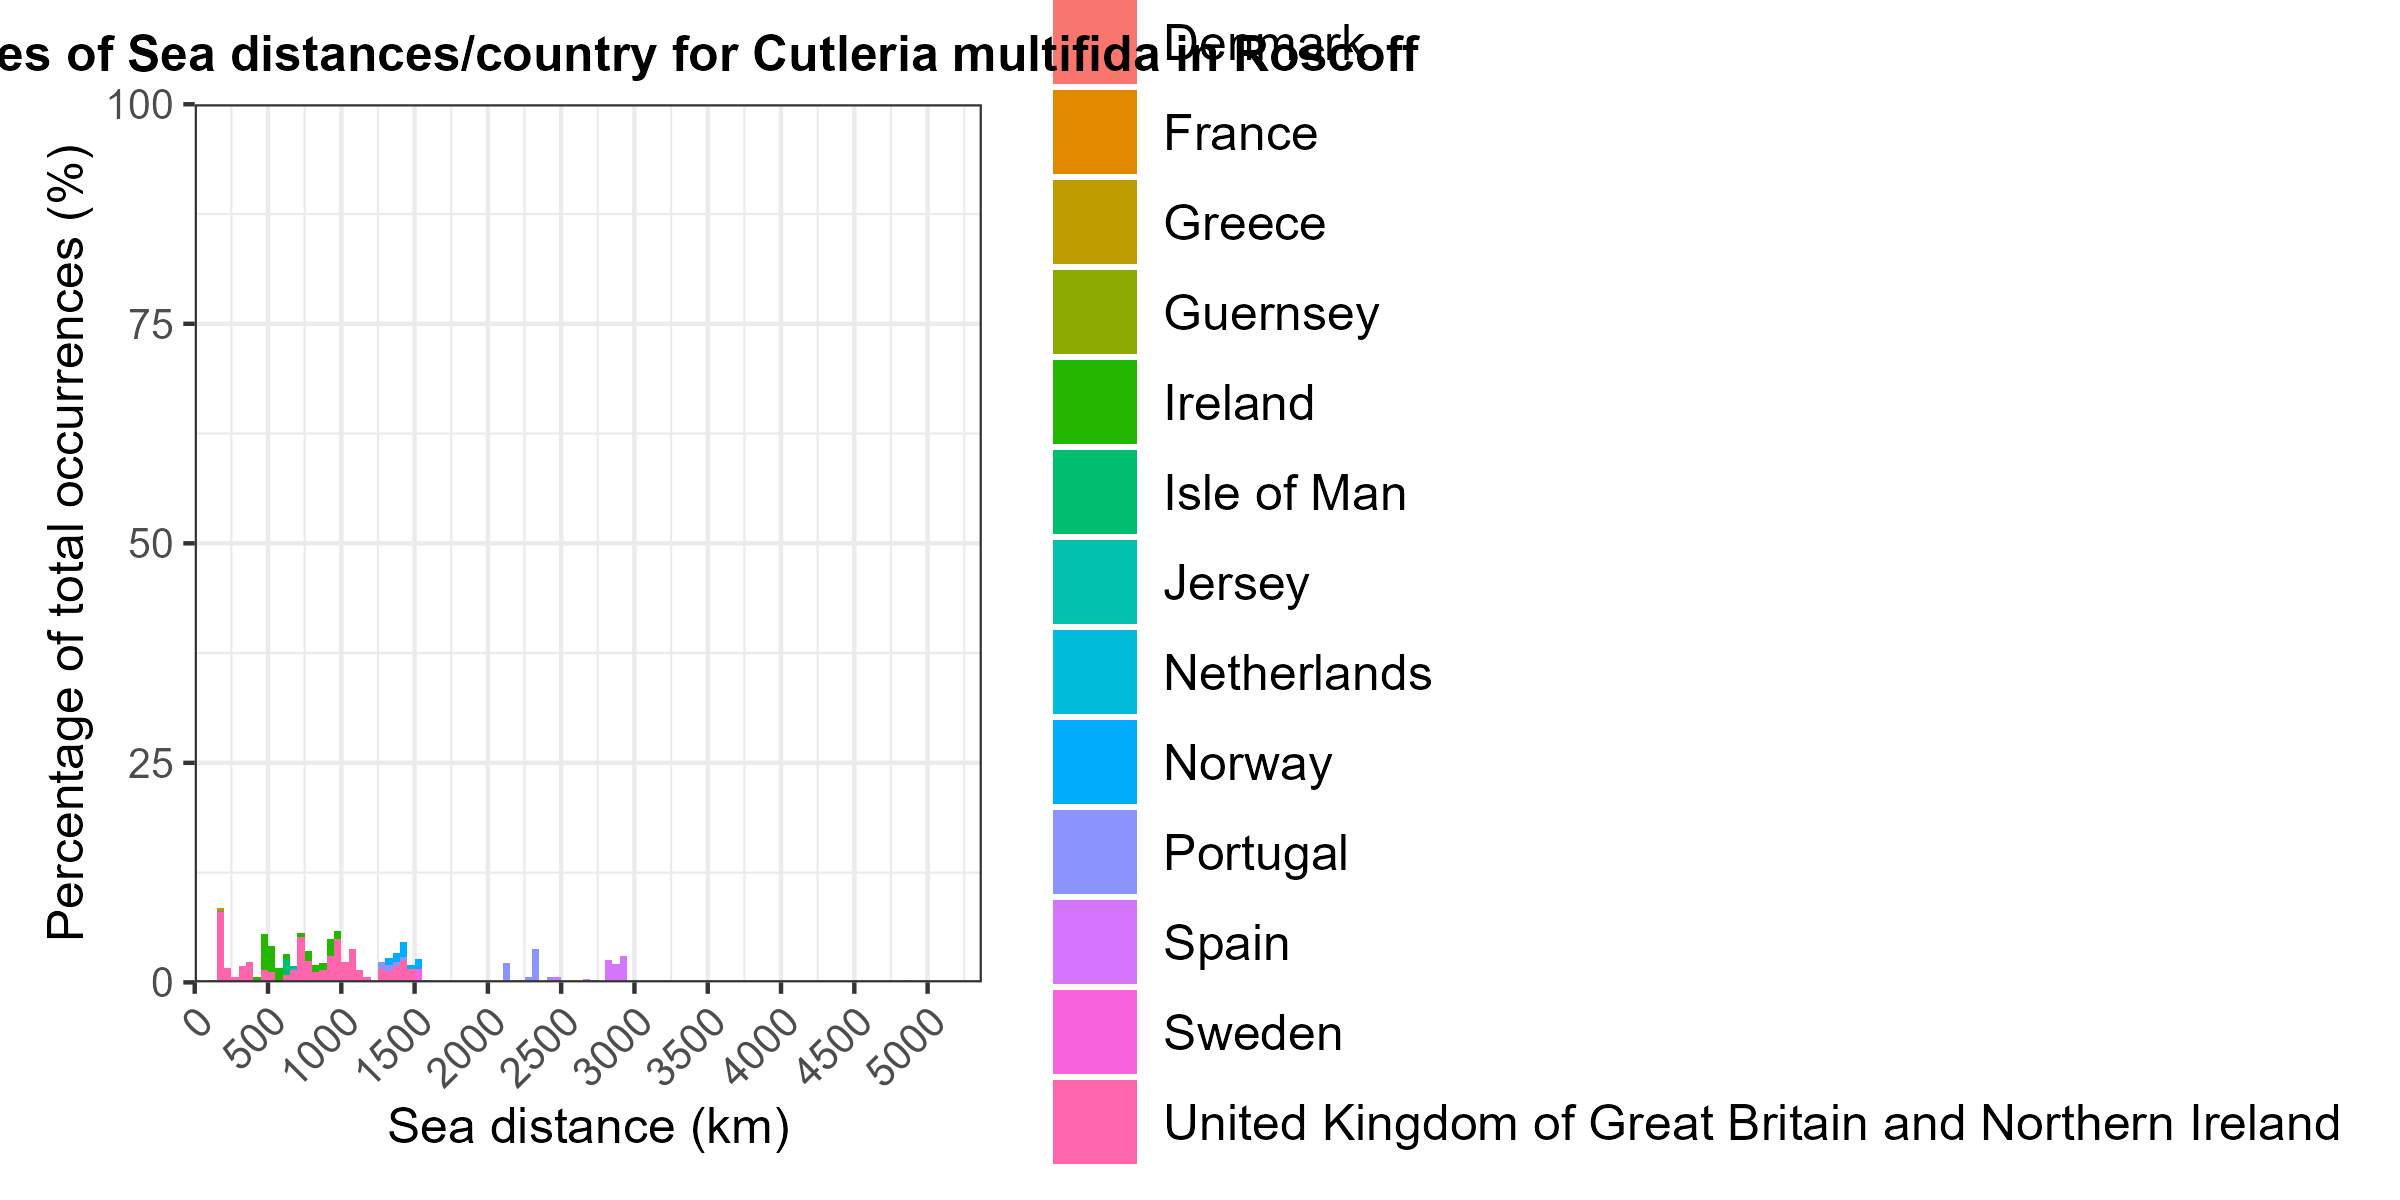 es of Sea distances/country for Cutleria multifida in Roscoff
Percentage of total occurrences (%)
100
75
50
25
0
0
500
1000
1500
2000
2500
3000
3500
4000
4500
5000
Sea distance (km)
Denmark
France
Greece
Guernsey
Ireland
Isle of Man
Jersey
Netherlands
Norway
Portugal
Spain
Sweden
United Kingdom of Great Britain and Northern Ireland